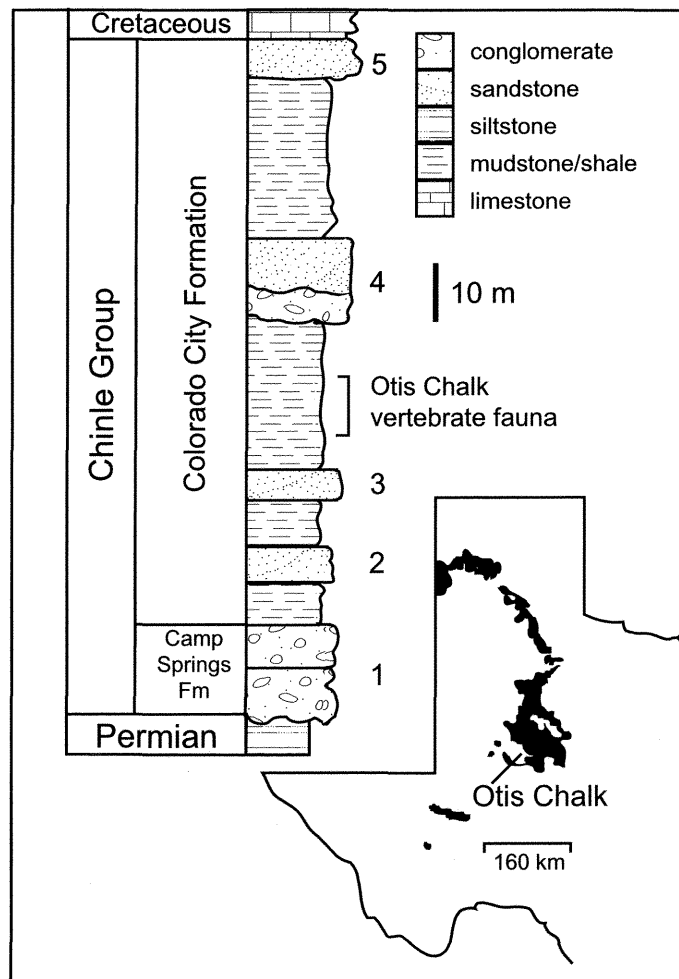 Cretaceous
Chinle Group
Colorado City Formation
Camp
Springs
Fm
Permian
5
4
3
2
1
10 m
Otis Chalk
vertebrate fauna
conglomerate
sandstone
siltstone
mudstone/shale
limestone
Otis Chalk
160 km